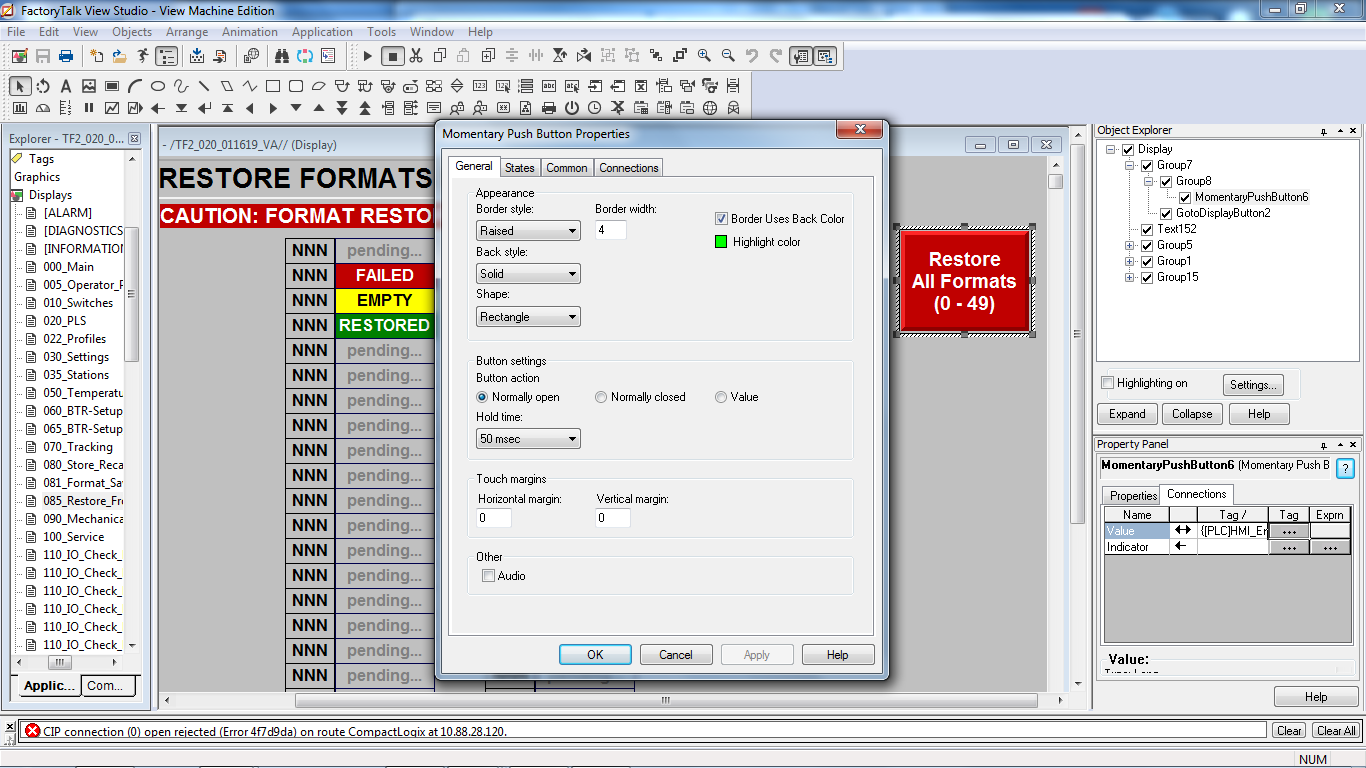 FactoryTalk View Studio - View Machine Edition
File Edit View Objects Arrange Animation Application Tools Window Help
Explorer - TF2_020_0...
Tags
Graphics
Displays
[ALARM]
[DIAGNOSTICS
[INFORMATION
000_Main
005_Operator_P
010_Switches
020_PLS
022_Profiles
030_Settings
035_Stations
050_Temperatu
060_BTR-Setup
065_BTR-Setup
070_Tracking
080_Store_Reca
081_Format_Sa
085_Restore_Fr
090_Mechanica
100_Service
110_IO_Check_
110_IO_Check_
110_IO_Check_
110_IO_Check_
110_IO_Check_
110_IO_Check_
Applic... Com...
- /TF2_020_011619_VA// (Display)
RESTORE FORMATS
CAUTION: FORMAT RESTO
NNN pending...
NNN FAILED
NNN EMPTY
NNN RESTORED
NNN pending...
NNN pending...
NNN pending...
NNN pending...
NNN pending...
NNN pending...
NNN pending...
NNN pending...
NNN pending...
NNN pending...
NNN pending...
NNN pending...
NNN pending...
NNN pending...
Restore
All Formats
(0 - 49)
Momentary Push Button Properties
General States Common Connections
Appearance
Border style: Border width:
Raised 4
Border Uses Back Color
Highlight color
Back style:
Solid
Shape:
Rectangle
Button settings
Button action
Normally open Normally closed Value
Hold time:
50 msec
Touch margins
Horizontal margin: Vertical margin:
0 0
Other
Audio
OK Cancel Apply Help
Object Explorer
Display
Group7
Group8
MomentaryPushButton6
GotoDisplayButton2
Text152
Group5
Group1
Group15
Highlighting on Settings...
Expand Collapse Help
Property Panel
MomentaryPushButton6 (Momentary Push B
?
Properties Connections
Name Tag / Tag Exprn
Value {[PLC]HMI_Er ...
Indicator ... ...
Value:
Help
CIP connection (0) open rejected (Error 4f7d9da) on route CompactLogix at 10.88.28.120.
Clear Clear All
NUM